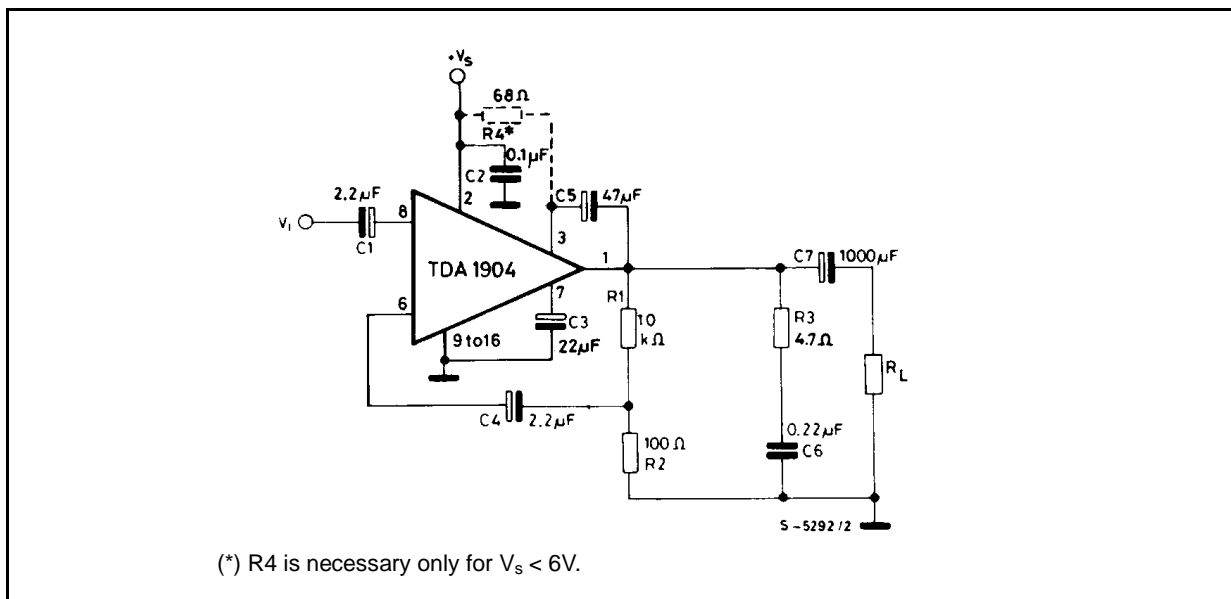 +Vs
68Ω
R4*
0.1µF
C2
2
2.2µF
C5
47µF
VI
8
C1
3
TDA 1904
1
C7
1000µF
7
R1
6
10
kΩ
R3
4.7Ω
C3
9 to16
22µF
RL
C4
2.2µF
100Ω
R2
0.22µF
C6
S-5292/2
(*) R4 is necessary only for Vs < 6V.